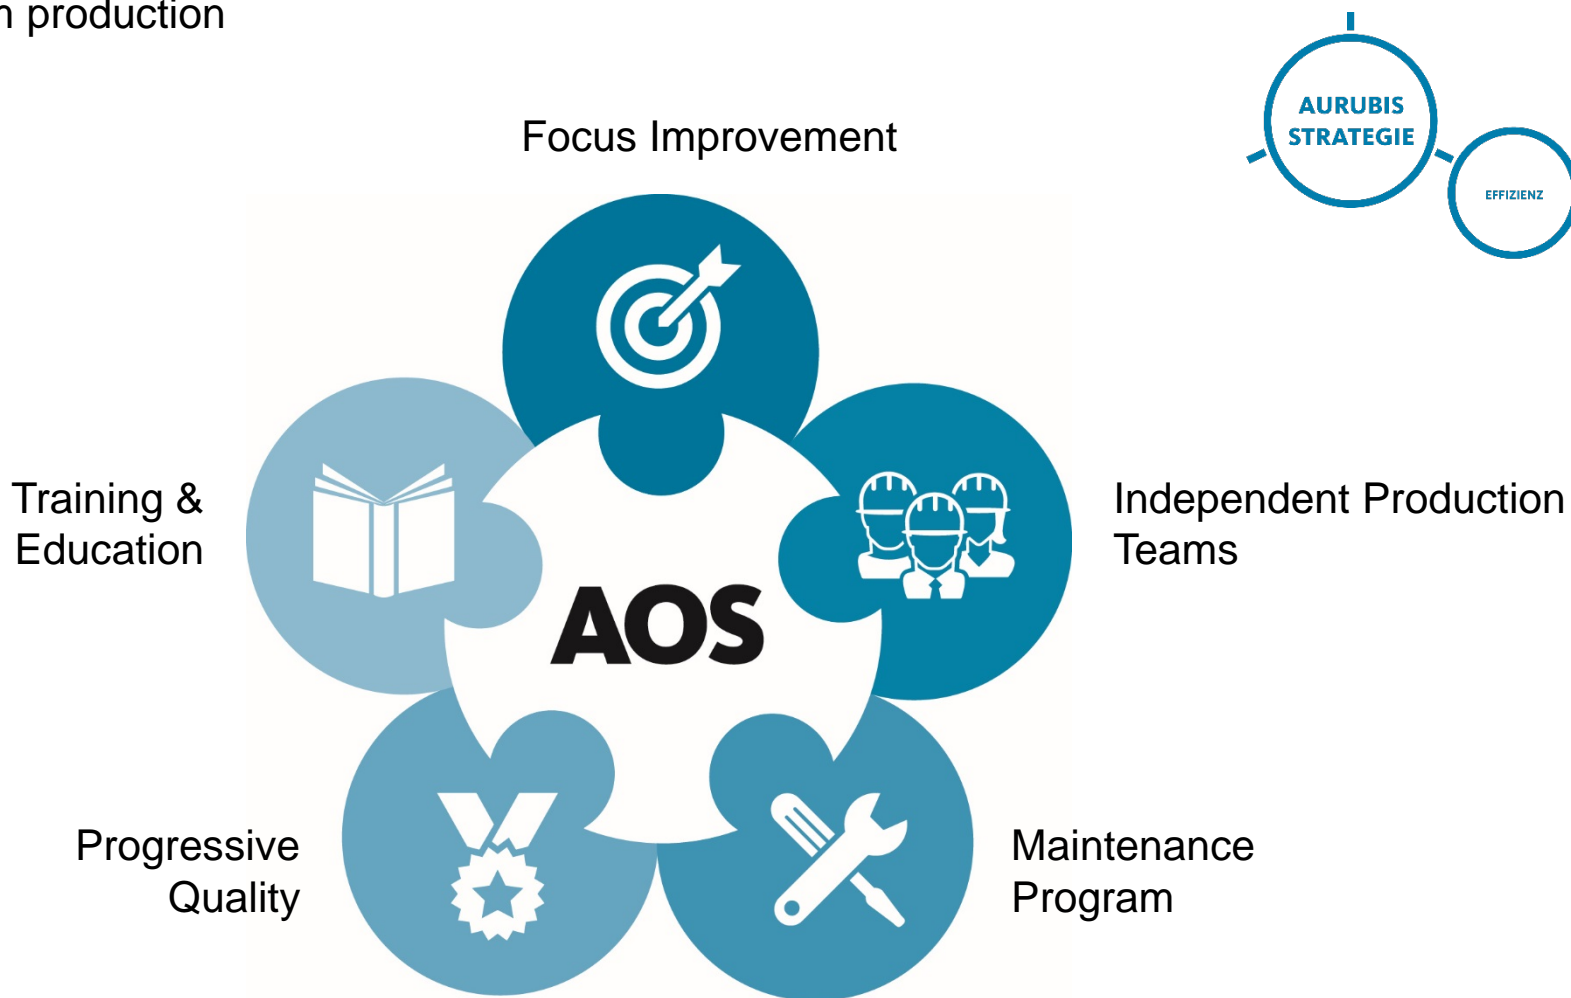 production
AURUBIS
STRATEGIE
EFFIZIENZ
Focus Improvement
Training &
Education
Independent Production
Teams
AOS
Progressive
Quality
Maintenance
Program